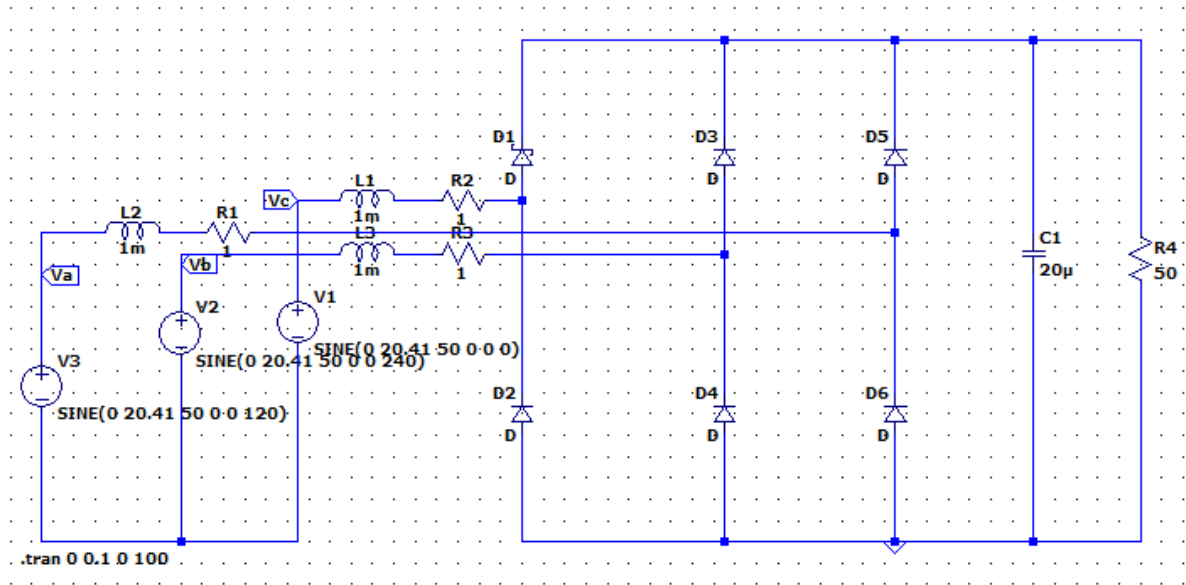 D1
D
D3
D
D5
D
Vc
L1
1m
R2
1
L2
1m
R1
1
L3
1m
R3
1
C1
20µ
R4
50
Va
Vb
V1
SINE(0 20.41 50 0 0 0)
V2
SINE(0 20.41 50 0 0 240)
V3
SINE(0 20.41 50 0 0 120)
D2
D
D4
D
D6
D
.tran 0 0.1 0 100